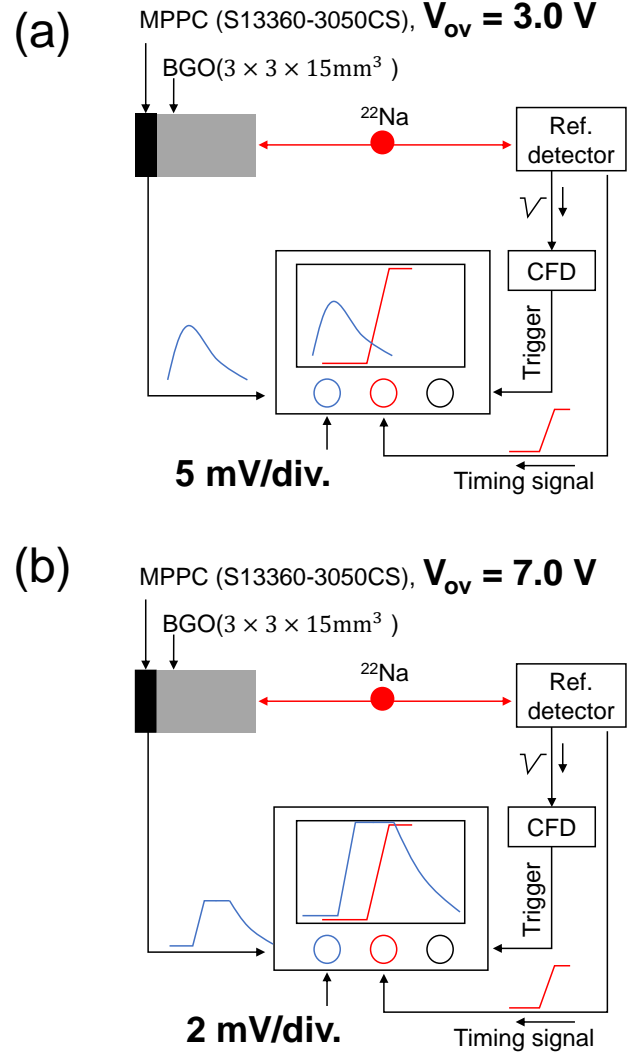 (a)
MPPC (S13360-3050CS), Vov = 3.0 V
BGO(3 × 3 × 15mm³ )
²²Na
Ref.
detector
CFD
Trigger
5 mV/div.
Timing signal
(b)
MPPC (S13360-3050CS), Vov = 7.0 V
BGO(3 × 3 × 15mm³ )
²²Na
Ref.
detector
CFD
Trigger
2 mV/div.
Timing signal